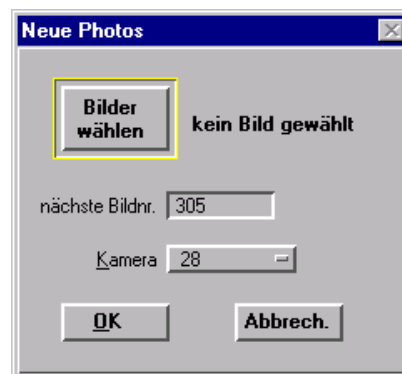 Neue Photos
Bilder
wählen
kein Bild gewählt
nächste Bildnr. 305
Kamera 28
OK Abbrech.